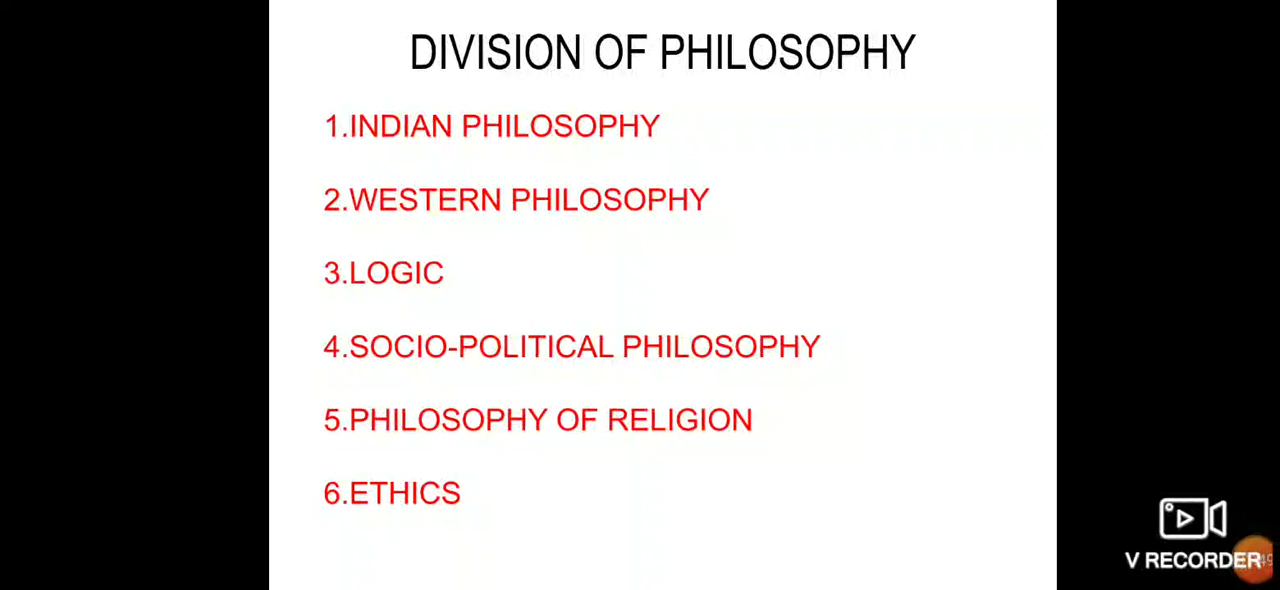 DIVISION OF PHILOSOPHY
1.INDIAN PHILOSOPHY
2.WESTERN PHILOSOPHY
3.LOGIC
4.SOCIO-POLITICAL PHILOSOPHY
5.PHILOSOPHY OF RELIGION
6.ETHICS
V RECORDER